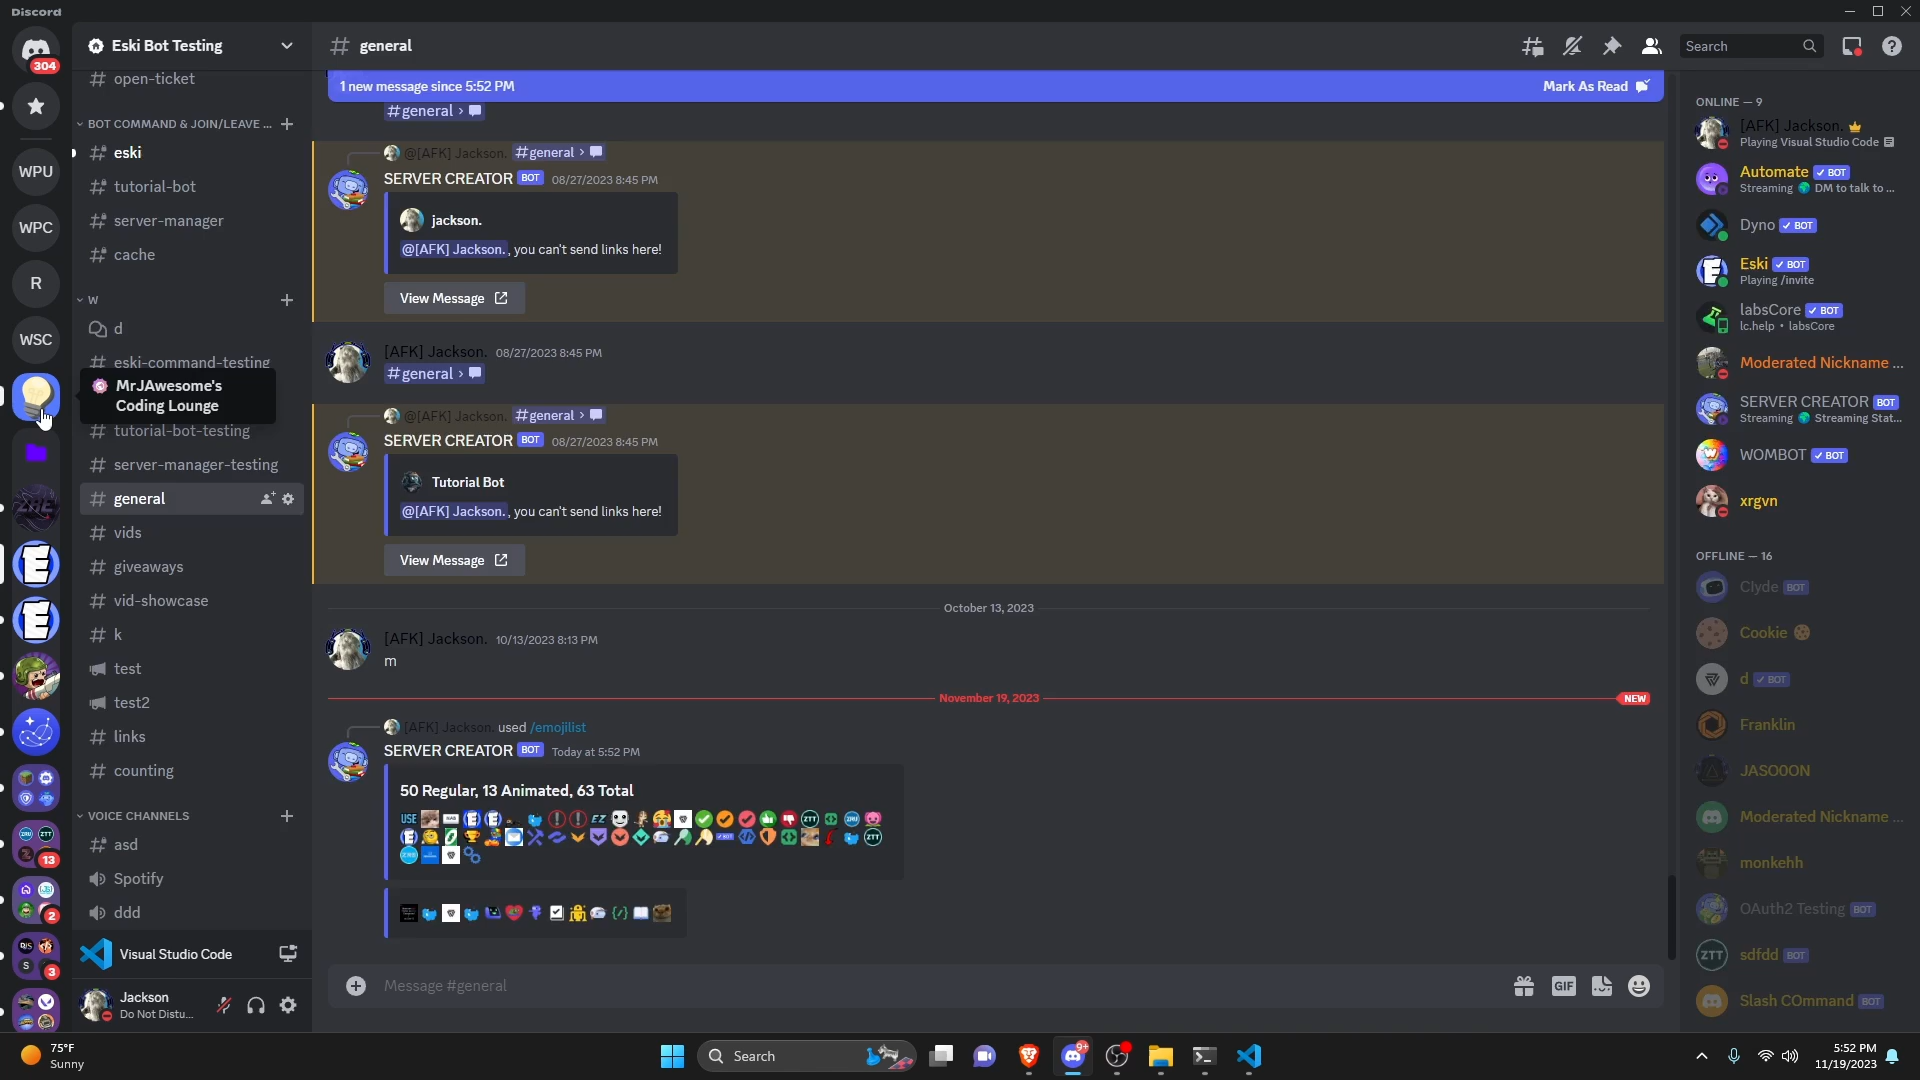 Discord
304
WPU
WPC
R
WSC
13
2
3
Eski Bot Testing
open-ticket
BOT COMMAND & JOIN/LEAVE ...
eski
tutorial-bot
server-manager
cache
W
d
eski-command-testing
MrJAwesome's
Coding Lounge
tutorial-bot-testing
server-manager-testing
general
vids
giveaways
vid-showcase
k
test
test2
links
counting
VOICE CHANNELS
asd
Spotify
ddd
Visual Studio Code
Jackson
Do Not Distu...
general
Search
1 new message since 5:52 PM
Mark As Read
#general ›
@[AFK] Jackson. #general ›
SERVER CREATOR BOT 08/27/2023 8:45 PM
jackson.
@[AFK] Jackson., you can't send links here!
View Message
[AFK] Jackson. 08/27/2023 8:45 PM
#general ›
@[AFK] Jackson. #general ›
SERVER CREATOR BOT 08/27/2023 8:45 PM
Tutorial Bot
@[AFK] Jackson., you can't send links here!
View Message
October 13, 2023
[AFK] Jackson. 10/13/2023 8:13 PM
m
November 19, 2023
NEW
[AFK] Jackson. used /emojilist
SERVER CREATOR BOT Today at 5:52 PM
50 Regular, 13 Animated, 63 Total
Message #general
GIF
ONLINE — 9
[AFK] Jackson.
Playing Visual Studio Code
Automate BOT
Streaming DM to talk to ...
Dyno BOT
Eski BOT
Playing /invite
labsCore BOT
lc.help • labsCore
Moderated Nickname ...
SERVER CREATOR BOT
Streaming Streaming Stat...
WOMBOT BOT
xrgvn
OFFLINE — 16
Clyde BOT
Cookie
d BOT
Franklin
JASO0ON
Moderated Nickname ...
monkehh
OAuth2 Testing BOT
ZTT
sdfdd BOT
Slash COmmand BOT
75°F
Sunny
Search
9+
5:52 PM
11/19/2023